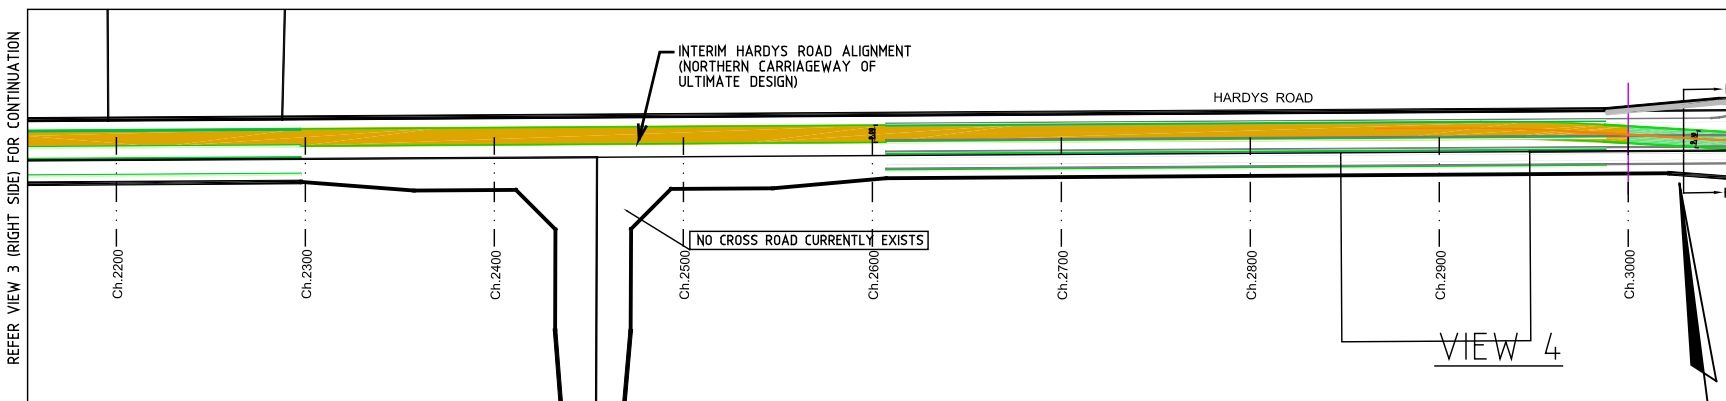 REFER VIEW 3 (RIGHT SIDE) FOR CONTINUATION
INTERIM HARDYS ROAD ALIGNMENT
(NORTHERN CARRIAGEWAY OF
ULTIMATE DESIGN)
HARDYS ROAD
NO CROSS ROAD CURRENTLY EXISTS
Ch.2200
Ch.2300
Ch.2400
Ch.2500
Ch.2600
Ch.2700
Ch.2800
Ch.2900
Ch.3000
VIEW 4